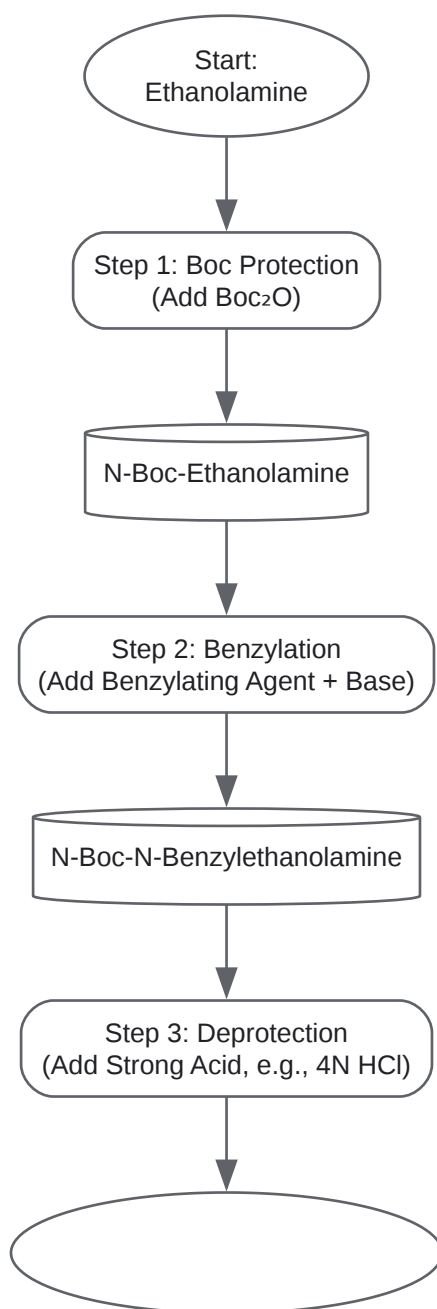 Start:
Ethanolamine
Step 1: Boc Protection
(Add Boc₂O)
N-Boc-Ethanolamine
Step 2: Benzylation
(Add Benzylating Agent + Base)
N-Boc-N-Benzylethanolamine
Step 3: Deprotection
(Add Strong Acid, e.g., 4N HCl)